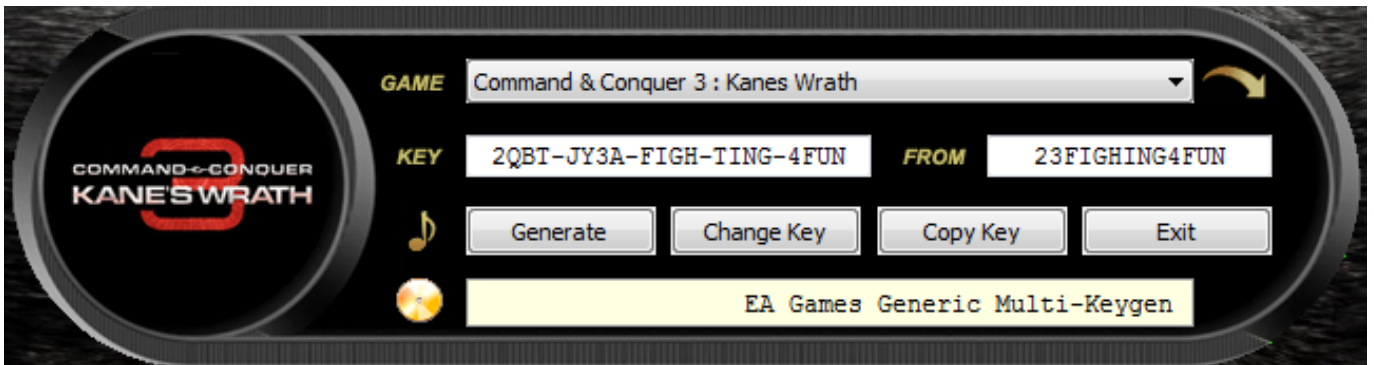 GAME Command & Conquer 3 : Kanes Wrath
COMMAND & CONQUER
3
KANE'S WRATH
KEY 2QBT-JY3A-FIGH-TING-4FUN FROM 23FIGHING4FUN
Generate Change Key Copy Key Exit
EA Games Generic Multi-Keygen